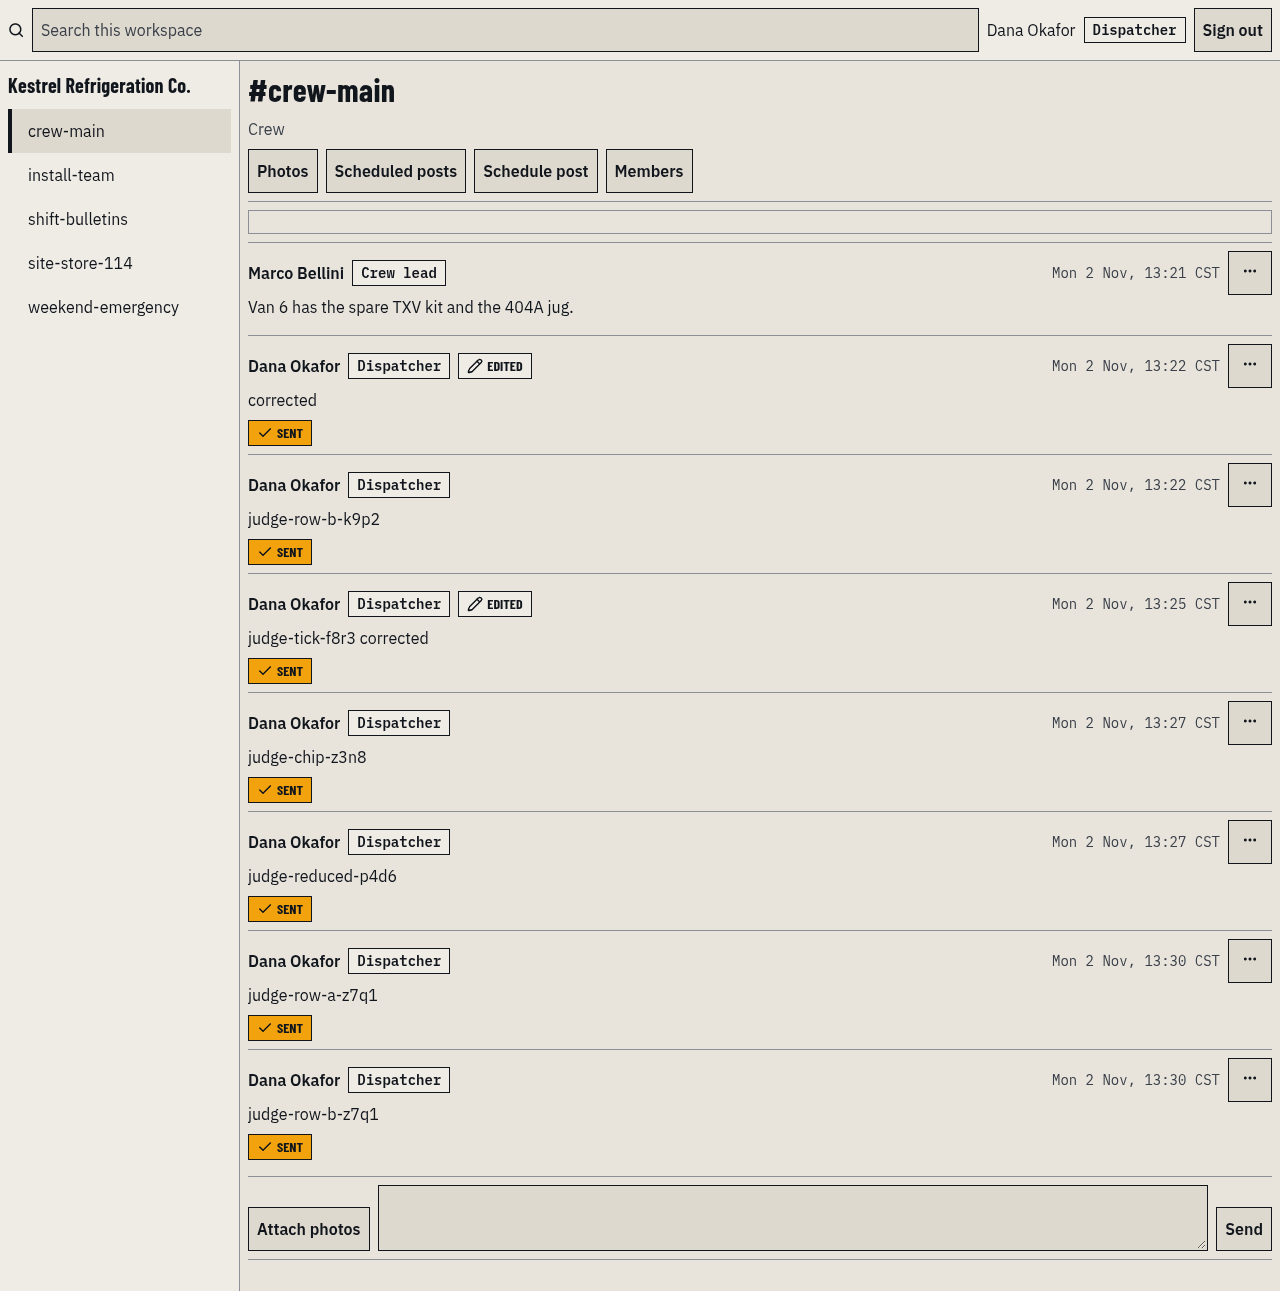 Search this workspace
Dana Okafor Dispatcher Sign out
Kestrel Refrigeration Co.
crew-main
install-team
shift-bulletins
site-store-114
weekend-emergency
#crew-main
Crew
Photos Scheduled posts Schedule post Members
Marco Bellini Crew lead Mon 2 Nov, 13:21 CST ...
Van 6 has the spare TXV kit and the 404A jug.
Dana Okafor Dispatcher EDITED Mon 2 Nov, 13:22 CST ...
corrected
SENT
Dana Okafor Dispatcher Mon 2 Nov, 13:22 CST ...
judge-row-b-k9p2
SENT
Dana Okafor Dispatcher EDITED Mon 2 Nov, 13:25 CST ...
judge-tick-f8r3 corrected
SENT
Dana Okafor Dispatcher Mon 2 Nov, 13:27 CST ...
judge-chip-z3n8
SENT
Dana Okafor Dispatcher Mon 2 Nov, 13:27 CST ...
judge-reduced-p4d6
SENT
Dana Okafor Dispatcher Mon 2 Nov, 13:30 CST ...
judge-row-a-z7q1
SENT
Dana Okafor Dispatcher Mon 2 Nov, 13:30 CST ...
judge-row-b-z7q1
SENT
Attach photos Send